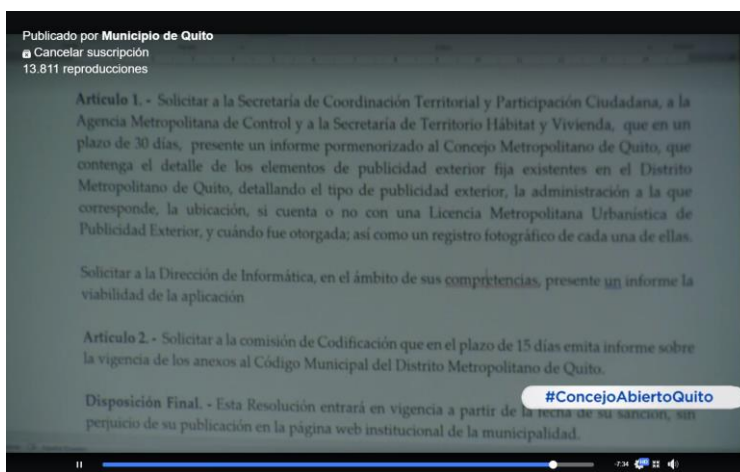 Publicado por Municipio de Quito
Cancelar suscripción
13.811 reproducciones
Artículo 1. - Solicitar a la Secretaría de Coordinación Territorial y Participación Ciudadana, a la
Agencia Metropolitana de Control y a la Secretaría de Territorio Hábitat y Vivienda, que en un
plazo de 30 días, presente un informe pormenorizado al Concejo Metropolitano de Quito, que
contenga el detalle de los elementos de publicidad exterior fija existentes en el Distrito
Metropolitano de Quito, detallando el tipo de publicidad exterior, la administración a la que
corresponde, la ubicación, si cuenta o no con una Licencia Metropolitana Urbanística de
Publicidad Exterior, y cuándo fue otorgada; así como un registro fotográfico de cada una de ellas.
Solicitar a la Dirección de Informática, en el ámbito de sus compretencias, presente un informe la
viabilidad de la aplicación
Artículo 2. - Solicitar a la comisión de Codificación que en el plazo de 15 días emita informe sobre
la vigencia de los anexos al Código Municipal del Distrito Metropolitano de Quito.
#ConcejoAbiertoQuito
Disposición Final. - Esta Resolución entrará en vigencia a partir de la fecha de su sanción, sin
perjuicio de su publicación en la página web institucional de la municipalidad.
-7:34